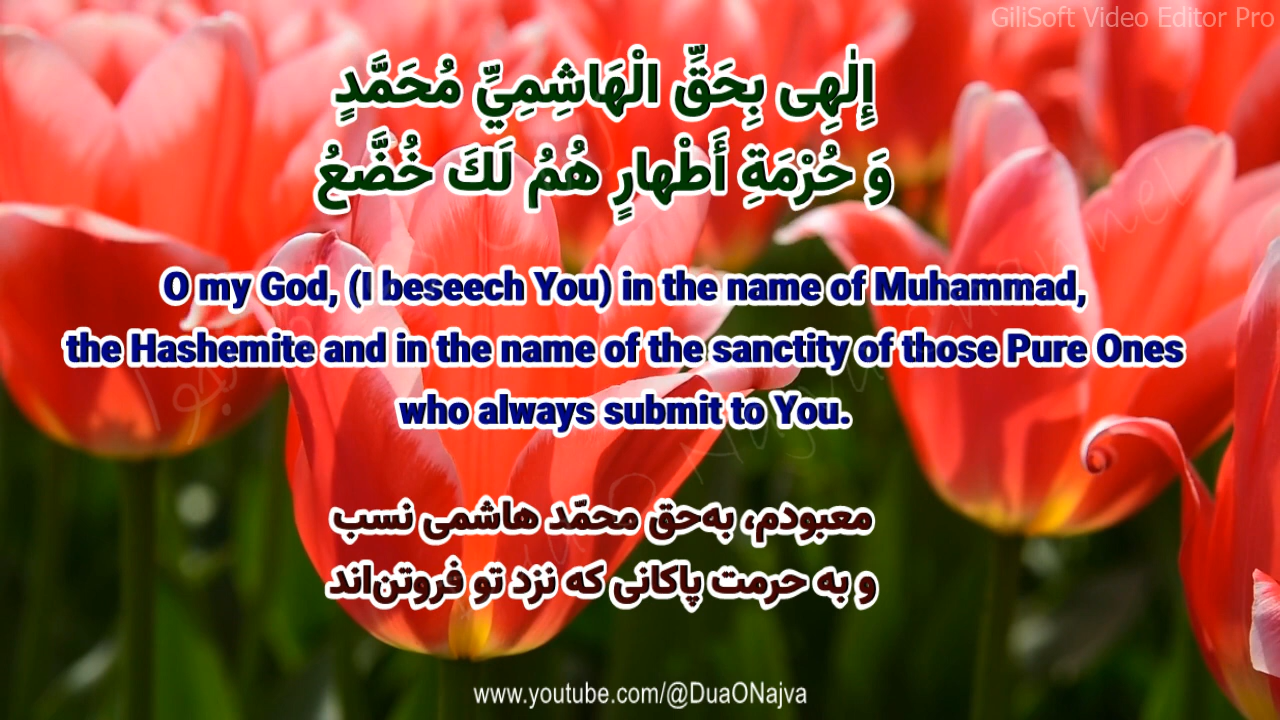 GiliSoft Video Editor Pro
إِلٰهِی بِحَقِّ الْهَاشِمِيِّ مُحَمَّدٍ
وَ حُرْمَةِ أَطْهارٍ هُمُ لَكَ خُضَّعُ
O my God, (I beseech You) in the name of Muhammad,
the Hashemite and in the name of the sanctity of those Pure Ones
who always submit to You.
معبودم، به‌حق محمّد هاشمی نسب
و به حرمت پاکانی که نزد تو فروتن‌اند
www.youtube.com/@DuaONajva